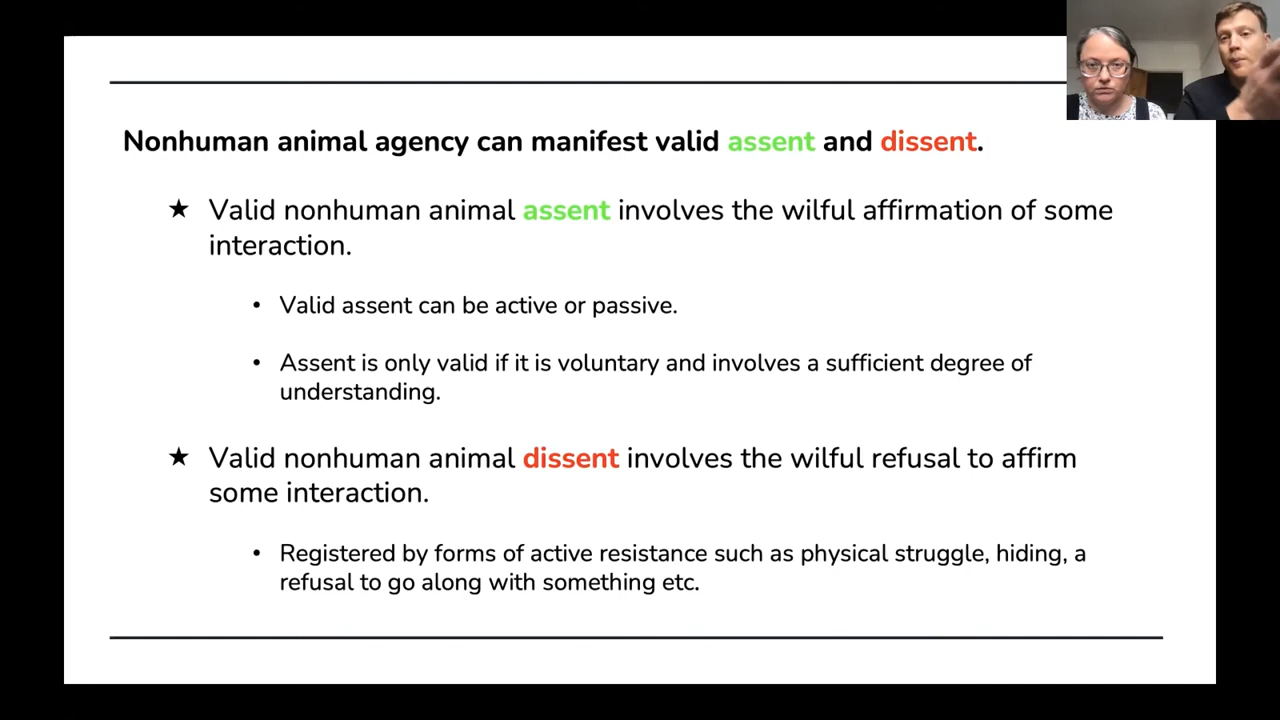 Nonhuman animal agency can manifest valid assent and dissent.
★ Valid nonhuman animal assent involves the wilful affirmation of some
interaction.
• Valid assent can be active or passive.
• Assent is only valid if it is voluntary and involves a sufficient degree of
understanding.
★ Valid nonhuman animal dissent involves the wilful refusal to affirm
some interaction.
• Registered by forms of active resistance such as physical struggle, hiding, a
refusal to go along with something etc.